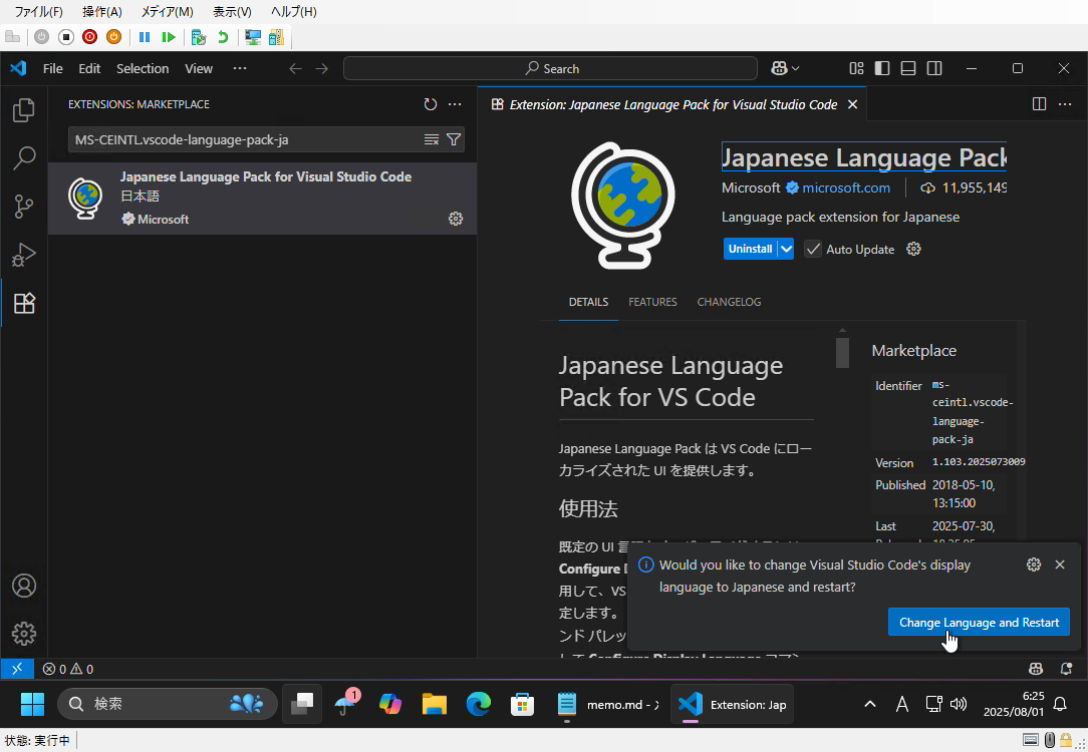 ファイル(F) 操作(A) メディア(M) 表示(V) ヘルプ(H)
File Edit Selection View ··· Search
EXTENSIONS: MARKETPLACE
Extension: Japanese Language Pack for Visual Studio Code
MS-CEINTL.vscode-language-pack-ja
Japanese Language Pack for Visual Studio Code
日本語
Microsoft
Japanese Language Pack
Microsoft microsoft.com 11,955,149
Language pack extension for Japanese
Uninstall Auto Update
DETAILS FEATURES CHANGELOG
Japanese Language
Pack for VS Code
Japanese Language Pack は VS Code にロー
カライズされた UI を提供します。
使用法
既定の UI 言
Configure D
用して、VS
定します。
ンド パレッ
して Configure Display Language コマン
Marketplace
Identifier ms-
ceintl.vscode-
language-
pack-ja
Version 1.103.2025073009
Published 2018-05-10,
13:15:00
Last 2025-07-30,
Would you like to change Visual Studio Code's display
language to Japanese and restart?
Change Language and Restart
0 0
検索
1
memo.md -
Extension: Jap
A
6:25
2025/08/01
状態: 実行中